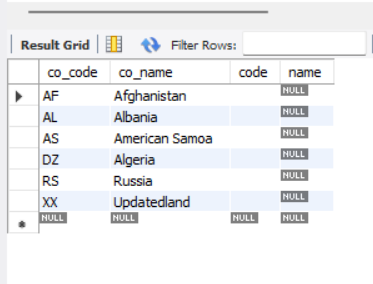 Result Grid Filter Rows:
co_code co_name code name
AF Afghanistan NULL
AL Albania NULL
AS American Samoa NULL
DZ Algeria NULL
RS Russia NULL
XX Updatedland NULL
NULL NULL NULL NULL